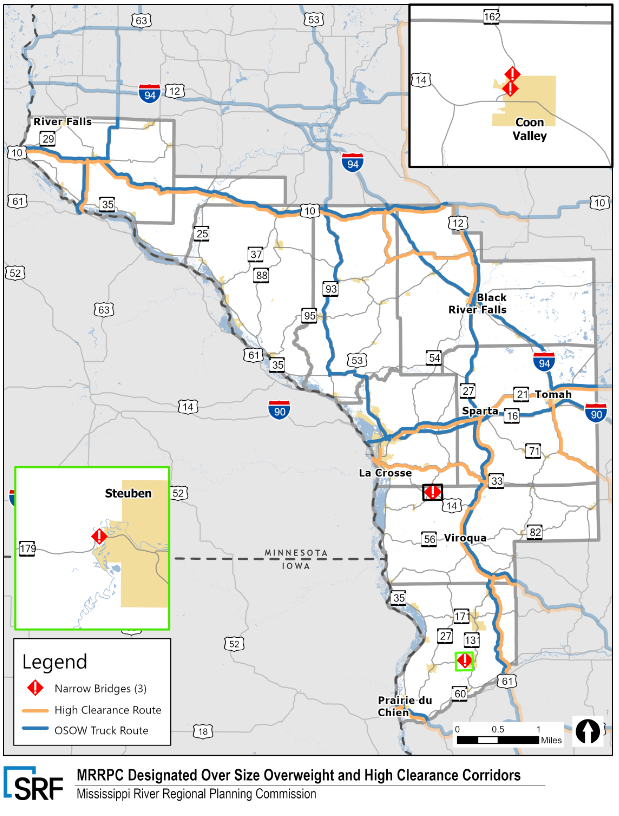 63
53
162
94
12
14
River Falls
Coon
Valley
29
10
94
61
35
10
10
12
25
52
37
88
93
Black
River Falls
63
95
61
35
53
54
94
14
90
27
21
Tomah
Sparta
16
90
71
La Crosse
33
Steuben
52
14
179
56
Viroqua
82
MINNESOTA
IOWA
35
171
27
13
52
61
60
Legend
Narrow Bridges (3)
High Clearance Route
OSOW Truck Route
Prairie du
Chien
18
0 0.5 1
Miles
SRF
MRRPC Designated Over Size Overweight and High Clearance Corridors
Mississippi River Regional Planning Commission